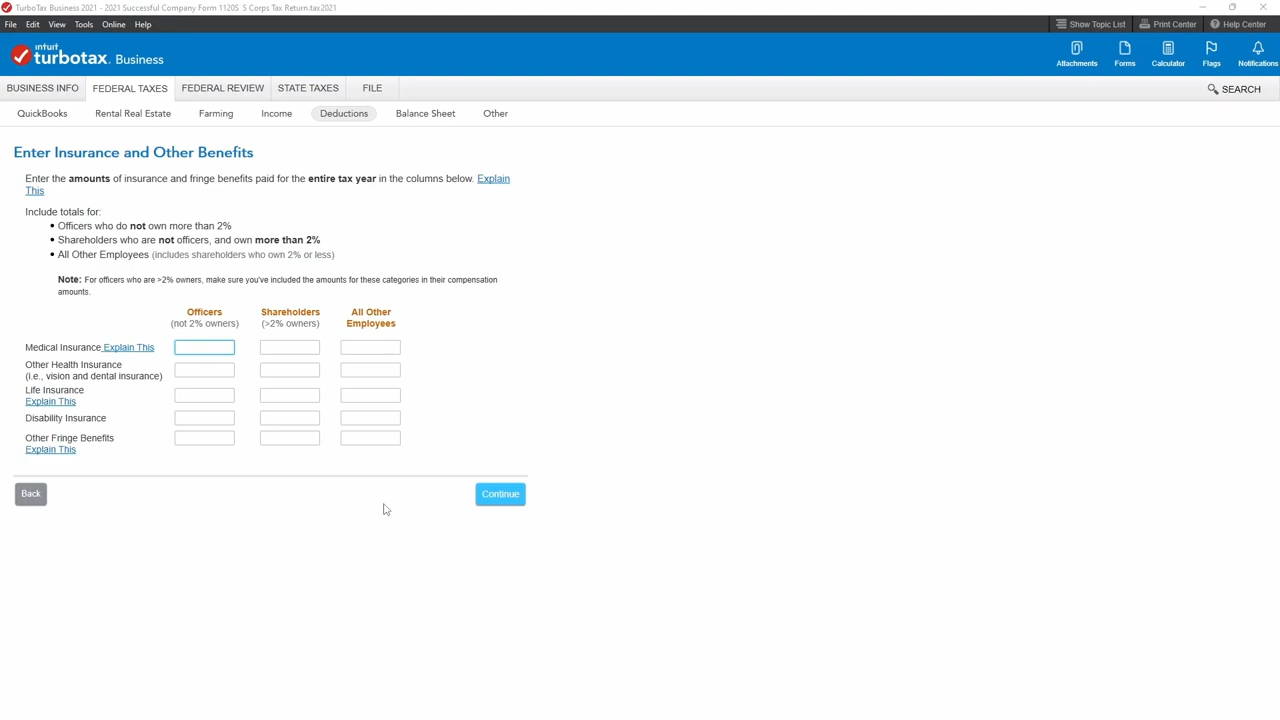 TurboTax Business 2021 - 2021 Successful Company Form 1120S  S Corps Tax Return.tax2021
File Edit View Tools Online Help
Show Topic List Print Center Help Center
intuit
turbotax. Business
Attachments Forms Calculator Flags Notifications
BUSINESS INFO FEDERAL TAXES FEDERAL REVIEW STATE TAXES FILE
SEARCH
QuickBooks Rental Real Estate Farming Income Deductions Balance Sheet Other
Enter Insurance and Other Benefits
Enter the amounts of insurance and fringe benefits paid for the entire tax year in the columns below. Explain
This
Include totals for:
• Officers who do not own more than 2%
• Shareholders who are not officers, and own more than 2%
• All Other Employees (includes shareholders who own 2% or less)
Note: For officers who are >2% owners, make sure you've included the amounts for these categories in their compensation
amounts.
Officers Shareholders All Other
(not 2% owners) (>2% owners) Employees
Medical Insurance Explain This
Other Health Insurance
(i.e., vision and dental insurance)
Life Insurance
Explain This
Disability Insurance
Other Fringe Benefits
Explain This
Back Continue